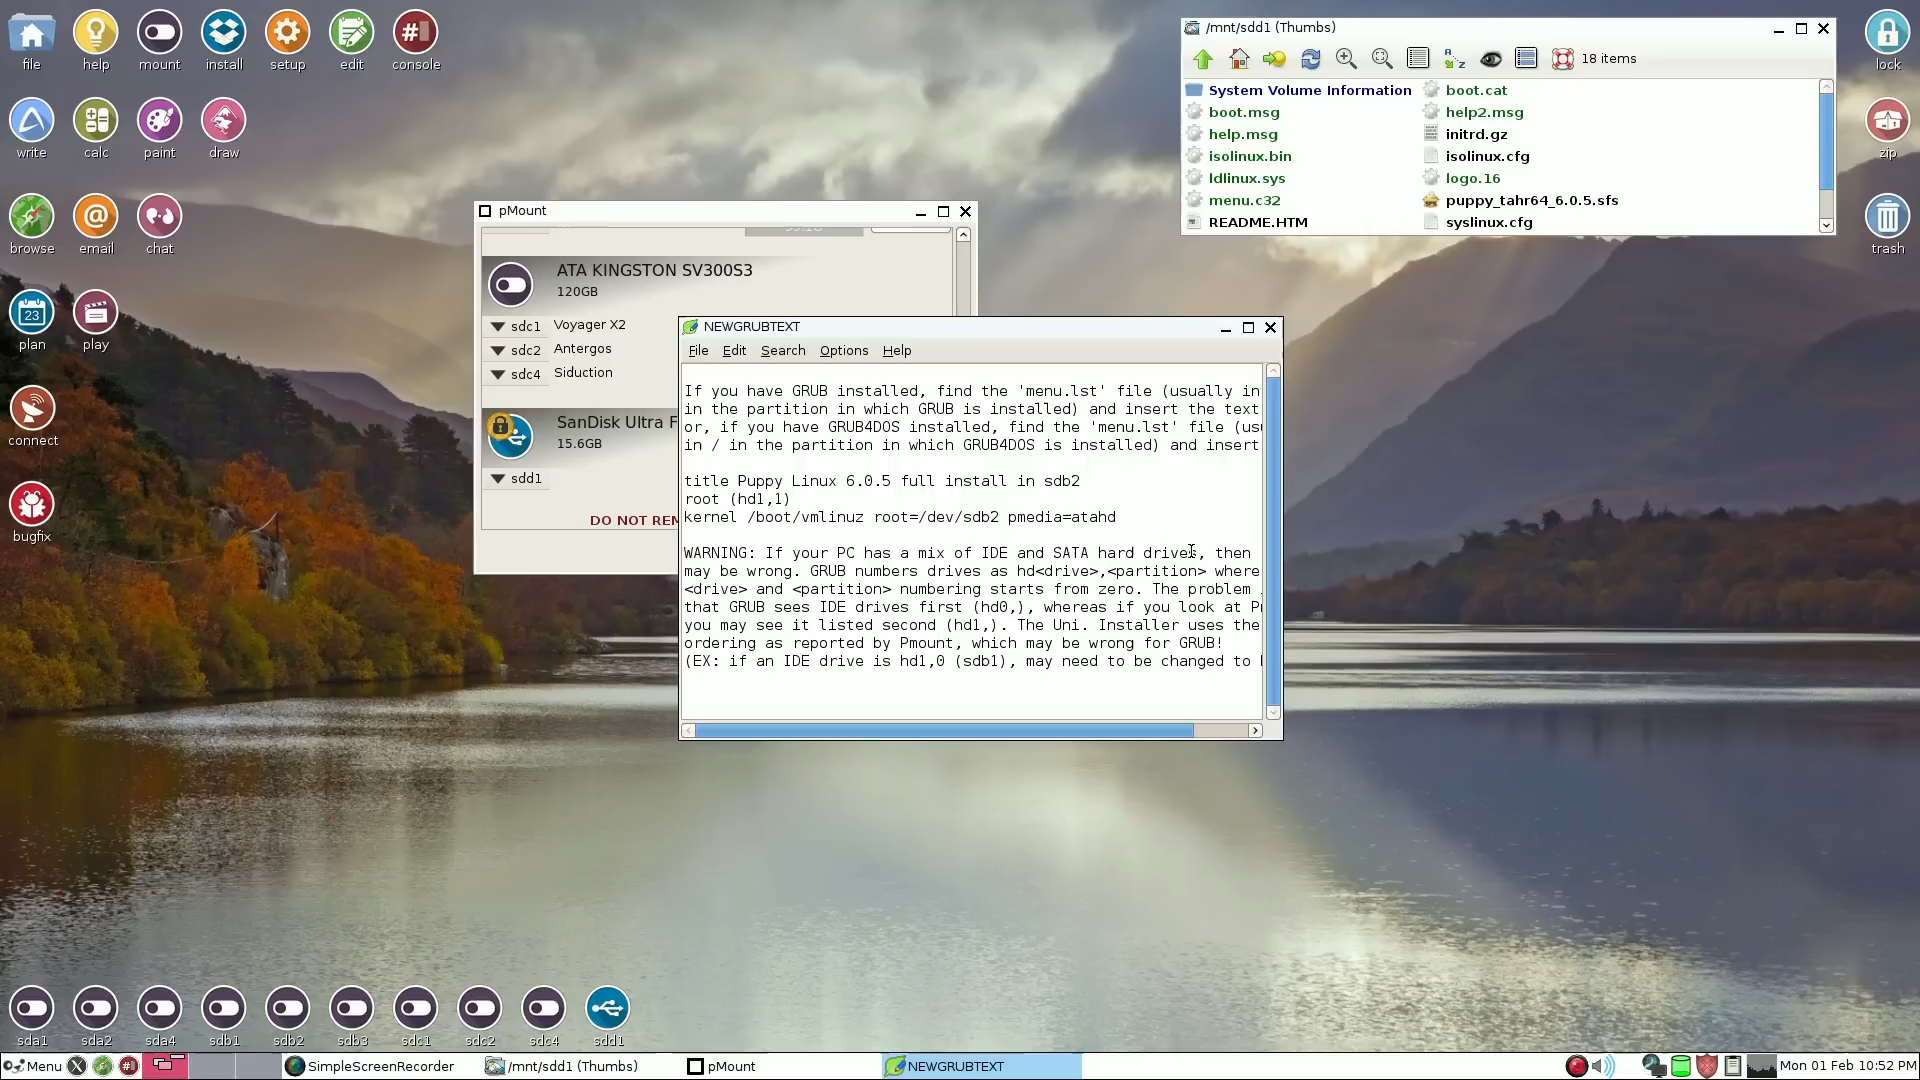 file
help
mount
install
setup
edit
console
write
calc
paint
draw
browse
email
chat
23
plan
play
connect
bugfix
lock
zip
trash
/mnt/sdd1 (Thumbs)
18 items
System Volume Information
boot.cat
boot.msg
help2.msg
help.msg
initrd.gz
isolinux.bin
isolinux.cfg
ldlinux.sys
logo.16
menu.c32
puppy_tahr64_6.0.5.sfs
README.HTM
syslinux.cfg
pMount
ATA KINGSTON SV300S3
120GB
sdc1 Voyager X2
sdc2 Antergos
sdc4 Siduction
SanDisk Ultra F
15.6GB
sdd1
DO NOT REM
NEWGRUBTEXT
File Edit Search Options Help
If you have GRUB installed, find the 'menu.lst' file (usually in
in the partition in which GRUB is installed) and insert the text
or, if you have GRUB4DOS installed, find the 'menu.lst' file (us
in / in the partition in which GRUB4DOS is installed) and insert
title Puppy Linux 6.0.5 full install in sdb2
root (hd1,1)
kernel /boot/vmlinuz root=/dev/sdb2 pmedia=atahd
WARNING: If your PC has a mix of IDE and SATA hard drives, then
may be wrong. GRUB numbers drives as hd<drive>,<partition> where
<drive> and <partition> numbering starts from zero. The problem
that GRUB sees IDE drives first (hd0,), whereas if you look at P
you may see it listed second (hd1,). The Uni. Installer uses the
ordering as reported by Pmount, which may be wrong for GRUB!
(EX: if an IDE drive is hd1,0 (sdb1), may need to be changed to
sda1
sda2
sda4
sdb1
sdb2
sdb3
sdc1
sdc2
sdc4
sdd1
Menu
SimpleScreenRecorder
/mnt/sdd1 (Thumbs)
pMount
NEWGRUBTEXT
Mon 01 Feb 10:52 PM